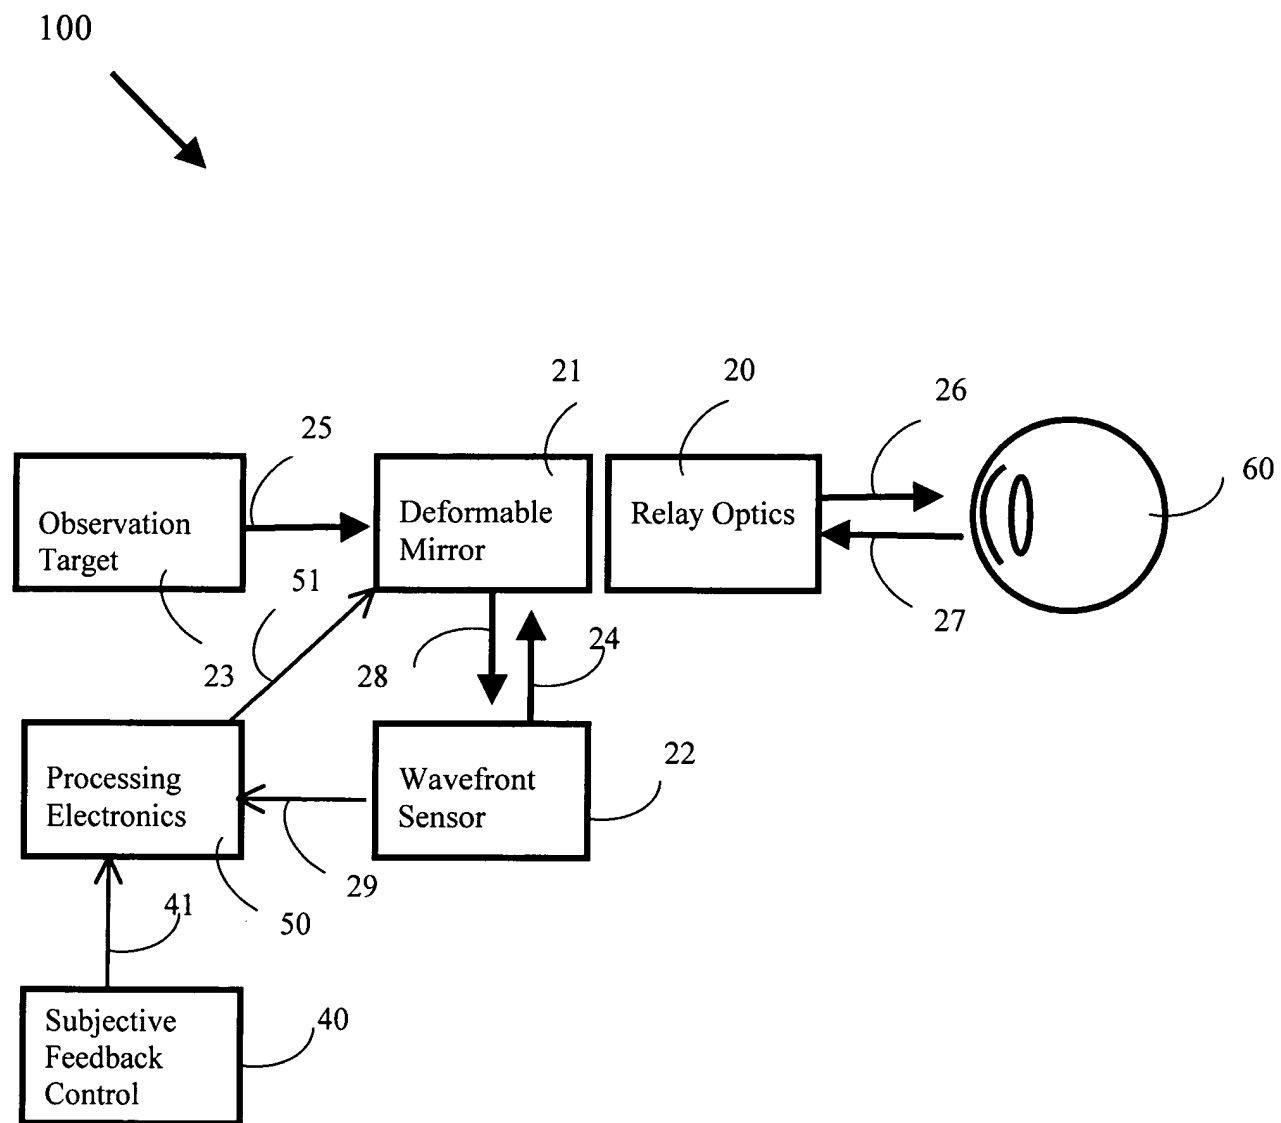 100
21
20
26
25
60
Observation
Target
Deformable
Mirror
Relay Optics
51
27
24
23
28
22
Processing
Electronics
Wavefront
Sensor
29
41
50
40
Subjective
Feedback
Control